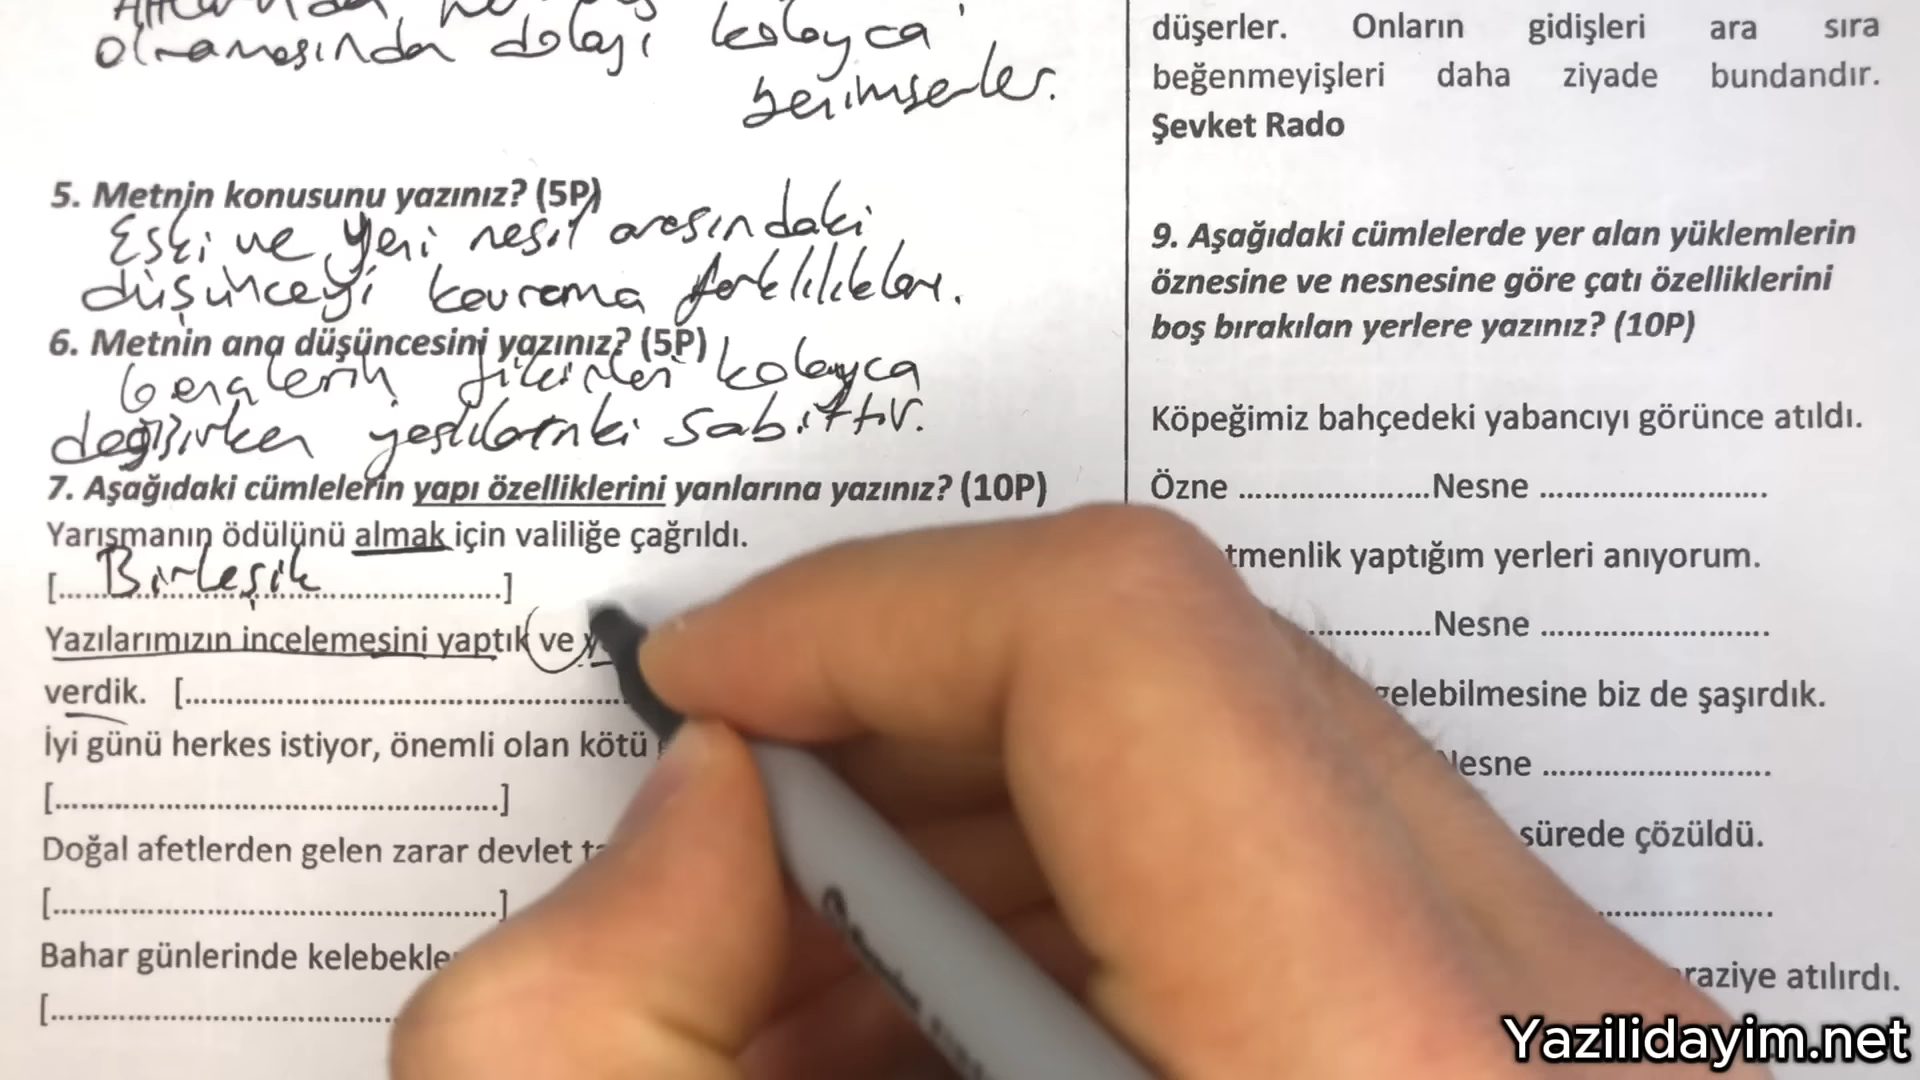 olmamasından dolayı kolayca
benimserler.
5. Metnin konusunu yazınız? (5P)
Eski ve yeni nesil arasındaki
düşünceyi kavrama farklılıkları.
6. Metnin ana düşüncesini yazınız? (5P)
Gençlerin fikirleri kolayca
değişirken yaşlılarınki sabittir.
7. Aşağıdaki cümlelerin yapı özelliklerini yanlarına yazınız? (10P)
Yarışmanın ödülünü almak için valiliğe çağrıldı.
[.....Birleşik..........................]
Yazılarımızın incelemesini yaptık ve
verdik. [..........................................
İyi günü herkes istiyor, önemli olan kötü
[................................................]
Doğal afetlerden gelen zarar devlet
[................................................]
Bahar günlerinde kelebekle
[.....................................
düşerler. Onların gidişleri ara sıra
beğenmeyişleri daha ziyade bundandır.
Şevket Rado
9. Aşağıdaki cümlelerde yer alan yüklemlerin
öznesine ve nesnesine göre çatı özelliklerini
boş bırakılan yerlere yazınız? (10P)
Köpeğimiz bahçedeki yabancıyı görünce atıldı.
Özne .....................Nesne .........................
tmenlik yaptığım yerleri anıyorum.
..............Nesne .........................
gelebilmesine biz de şaşırdık.
Nesne .........................
sürede çözüldü.
...................
raziye atılırdı.
Yazilidayim.net